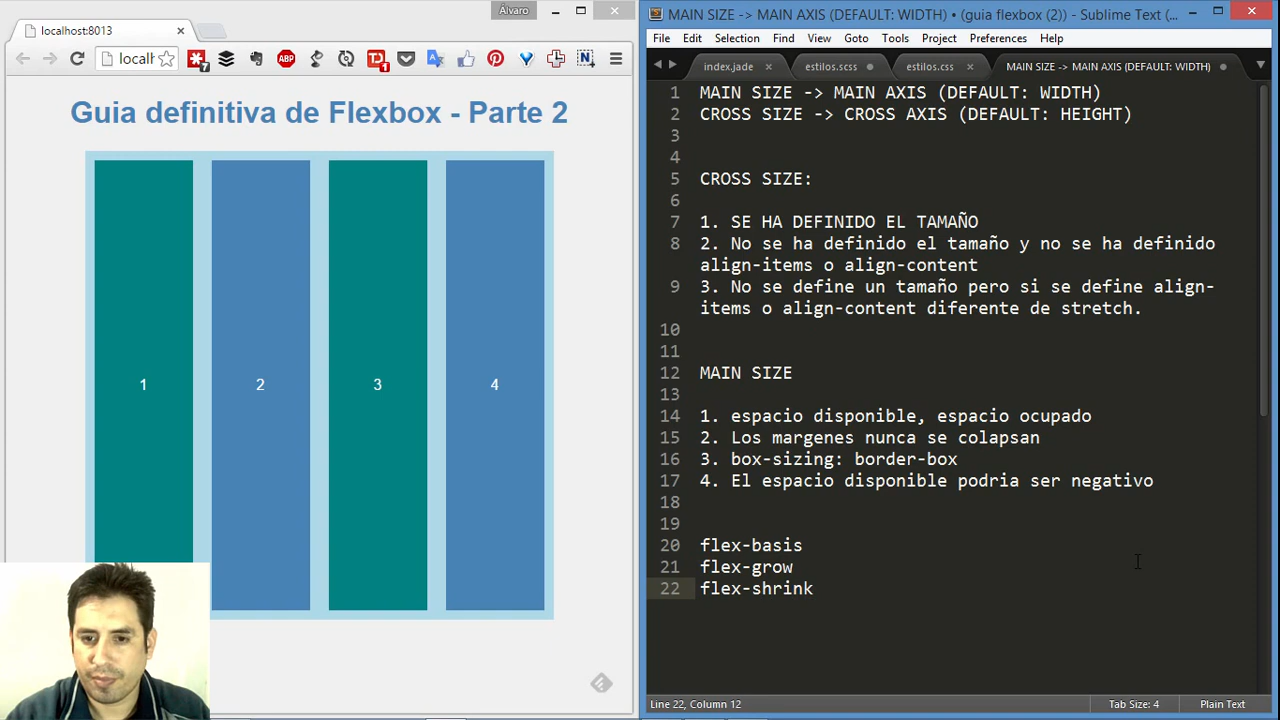 Álvaro
localhost:8013
localh
7
ABP
1
N
Guia definitiva de Flexbox - Parte 2
1
2
3
4
MAIN SIZE -> MAIN AXIS (DEFAULT: WIDTH) • (guia flexbox (2)) - Sublime Text (...
File Edit Selection Find View Goto Tools Project Preferences Help
index.jade estilos.scss estilos.css MAIN SIZE -> MAIN AXIS (DEFAULT: WIDTH)
1 MAIN SIZE -> MAIN AXIS (DEFAULT: WIDTH)
2 CROSS SIZE -> CROSS AXIS (DEFAULT: HEIGHT)
3
4
5 CROSS SIZE:
6
7 1. SE HA DEFINIDO EL TAMAÑO
8 2. No se ha definido el tamaño y no se ha definido
align-items o align-content
9 3. No se define un tamaño pero si se define align-
items o align-content diferente de stretch.
10
11
12 MAIN SIZE
13
14 1. espacio disponible, espacio ocupado
15 2. Los margenes nunca se colapsan
16 3. box-sizing: border-box
17 4. El espacio disponible podria ser negativo
18
19
20 flex-basis
21 flex-grow
22 flex-shrink
Line 22, Column 12
Tab Size: 4
Plain Text